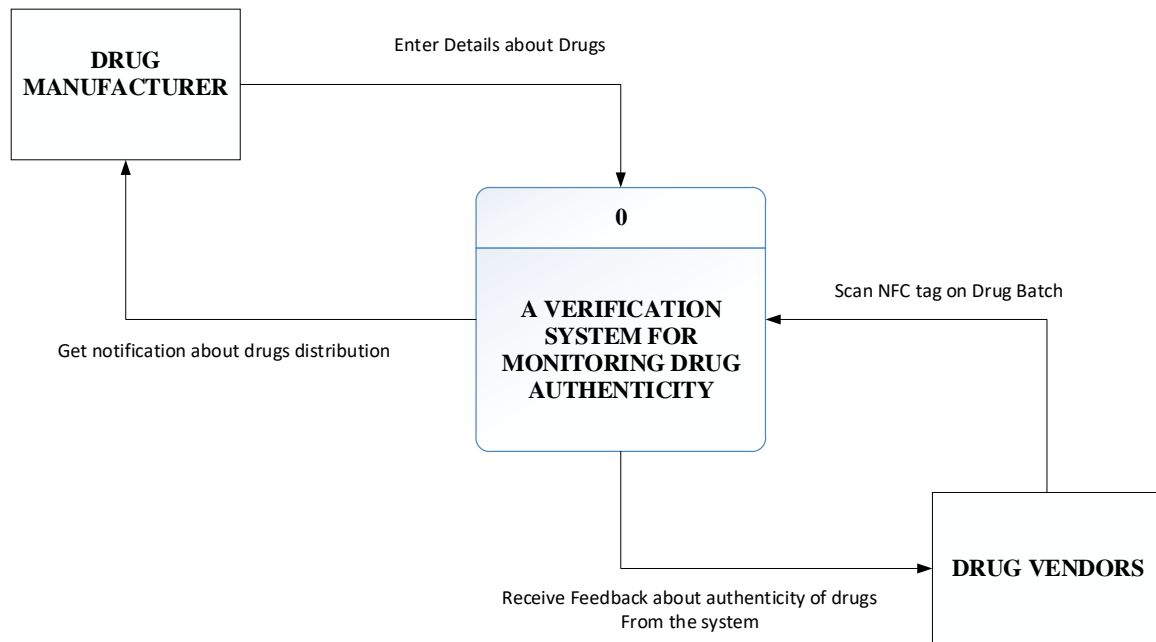 DRUG
MANUFACTURER
Enter Details about Drugs
0
A VERIFICATION
SYSTEM FOR
MONITORING DRUG
AUTHENTICITY
Scan NFC tag on Drug Batch
Get notification about drugs distribution
DRUG VENDORS
Receive Feedback about authenticity of drugs
From the system